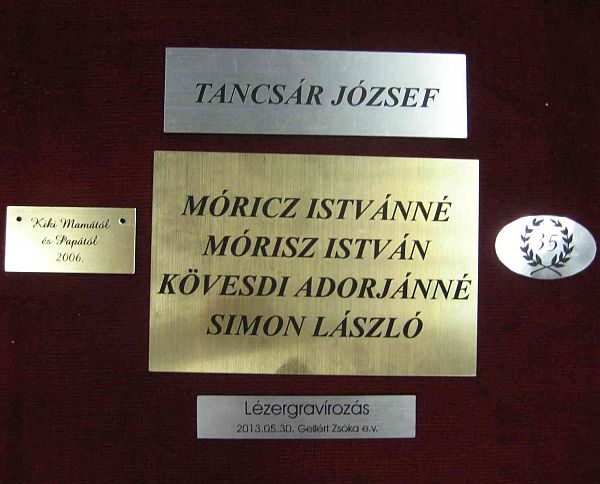 TANCSÁR JÓZSEF
MÓRICZ ISTVÁNNÉ
MÓRISZ ISTVÁN
KÖVESDI ADORJÁNNÉ
SIMON LÁSZLÓ
Kiki Mamától
és Papától
2006.
35
Lézergravírozás
2013.05.30. Gellért Zsóka e.v.